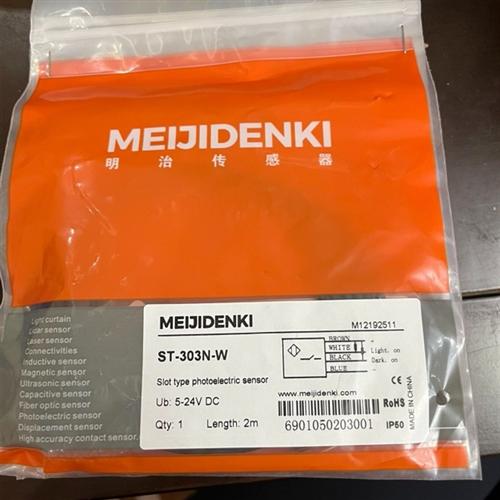 MEIJIDENKI
明治传感器
Light curtain
Lidar sensor
Laser sensor
Connectivities
Inductive sensor
Magnetic sensor
Ultrasonic sensor
Capacitive sensor
Fiber optic sensor
Photoelectric sensor
Displacement sensor
High accuracy contact sensor.
MEIJIDENKI
M12192511
ST-303N-W
BROWN
WHITE
BLACK
BLUE
+
-
Light. on
Dark. on
Slot type photoelectric sensor
www.meijidenki.com
CE
Ub: 5-24V DC
RoHS
Qty: 1 Length: 2m
6901050203001
IP50
MADE IN CHINA